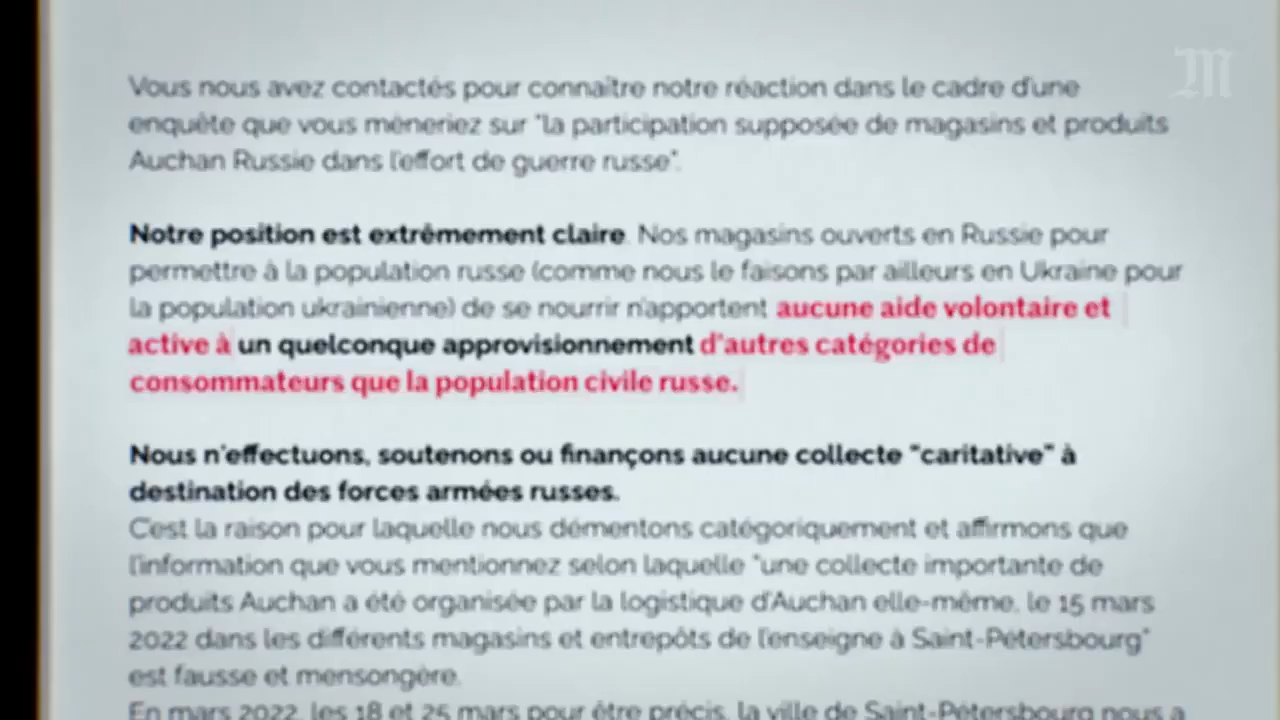 M
Vous nous avez contactés pour connaître notre réaction dans le cadre d'une
enquête que vous mèneriez sur "la participation supposée de magasins et produits
Auchan Russie dans l'effort de guerre russe".
Notre position est extrêmement claire. Nos magasins ouverts en Russie pour
permettre à la population russe (comme nous le faisons par ailleurs en Ukraine pour
la population ukrainienne) de se nourrir n'apportent aucune aide volontaire et
active à un quelconque approvisionnement d'autres catégories de
consommateurs que la population civile russe.
Nous n'effectuons, soutenons ou finançons aucune collecte "caritative" à
destination des forces armées russes.
C'est la raison pour laquelle nous démentons catégoriquement et affirmons que
l'information que vous mentionnez selon laquelle "une collecte importante de
produits Auchan a été organisée par la logistique d'Auchan elle-même, le 15 mars
2022 dans les différents magasins et entrepôts de l'enseigne à Saint-Pétersbourg"
est fausse et mensongère.
En mars 2022, les 18 et 25 mars pour être précis, la ville de Saint-Pétersbourg nous a